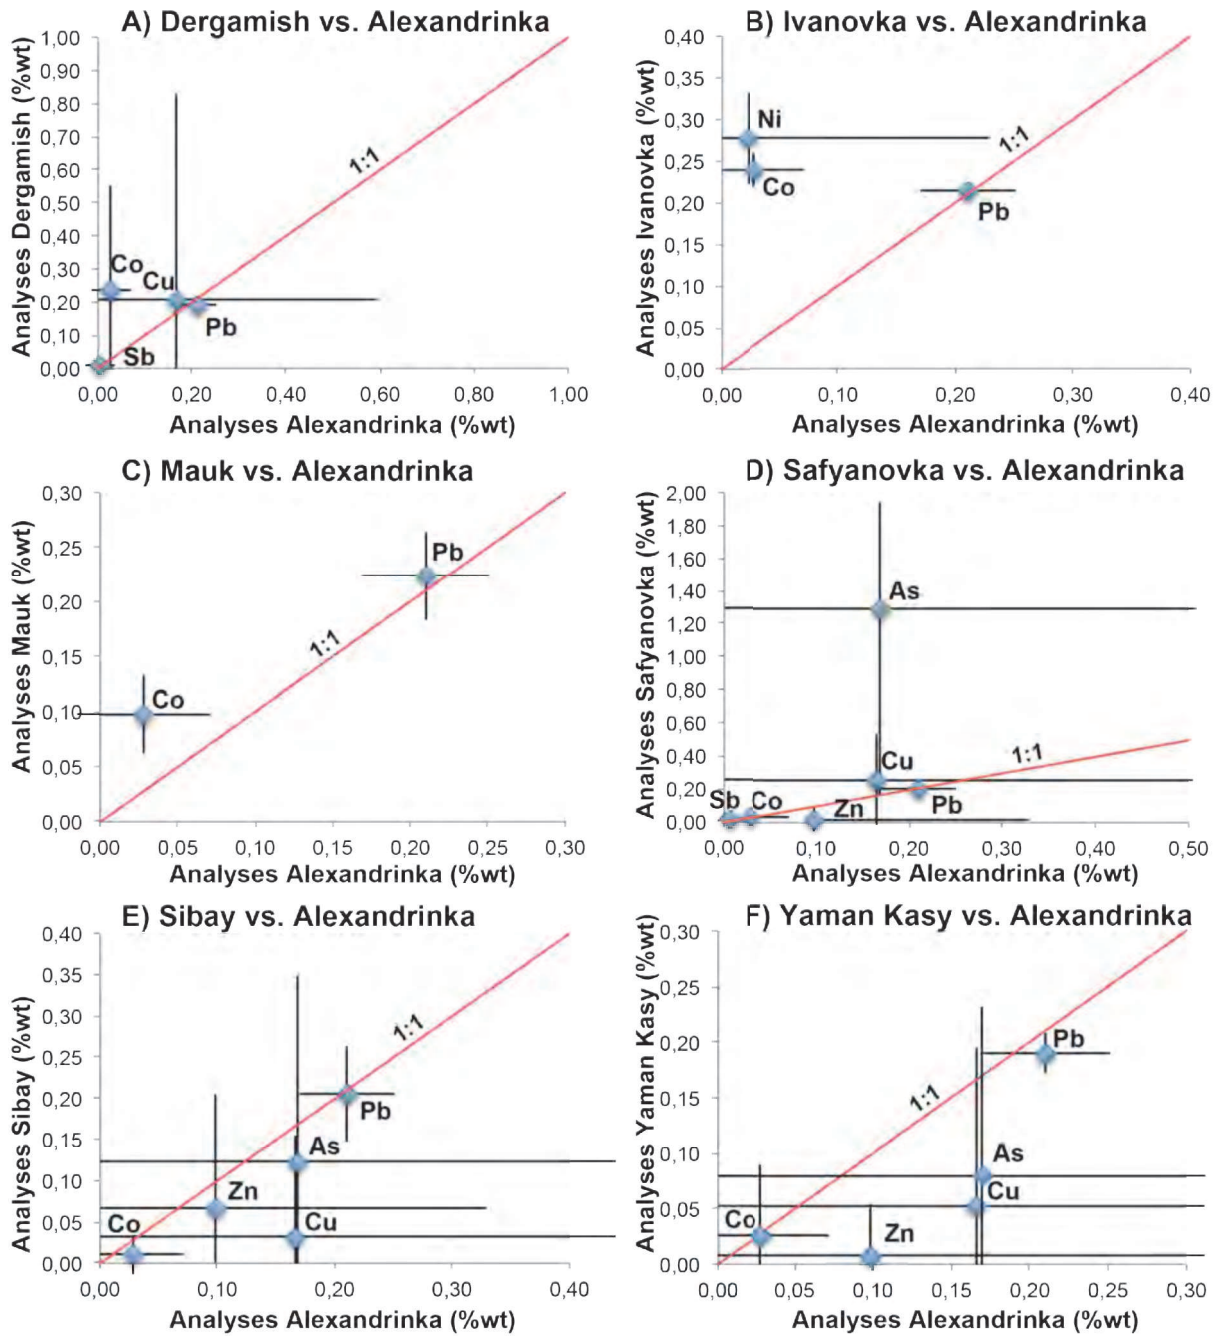 A) Dergamish vs. Alexandrinka
Analyses Dergamish (%wt)
1,00
0,90
0,80
0,70
0,60
0,50
0,40
0,30
0,20
0,10
0,00
1:1
Co
Cu
Pb
Sb
0,00 0,20 0,40 0,60 0,80 1,00
Analyses Alexandrinka (%wt)
B) Ivanovka vs. Alexandrinka
Analyses Ivanovka (%wt)
0,40
0,35
0,30
0,25
0,20
0,15
0,10
0,05
0,00
Ni
1:1
Co
Pb
0,00 0,10 0,20 0,30 0,40
Analyses Alexandrinka (%wt)
C) Mauk vs. Alexandrinka
Analyses Mauk (%wt)
0,30
0,25
0,20
0,15
0,10
0,05
0,00
Pb
1:1
Co
0,00 0,05 0,10 0,15 0,20 0,25 0,30
Analyses Alexandrinka (%wt)
D) Safyanovka vs. Alexandrinka
Analyses Safyanovka (%wt)
2,00
1,80
1,60
1,40
1,20
1,00
0,80
0,60
0,40
0,20
0,00
As
1:1
Cu
Sb Co
Zn
Pb
0,00 0,10 0,20 0,30 0,40 0,50
Analyses Alexandrinka (%wt)
E) Sibay vs. Alexandrinka
Analyses Sibay (%wt)
0,40
0,35
0,30
0,25
0,20
0,15
0,10
0,05
0,00
1:1
Pb
As
Zn
Co
Cu
0,00 0,10 0,20 0,30 0,40
Analyses Alexandrinka (%wt)
F) Yaman Kasy vs. Alexandrinka
Analyses Yaman Kasy (%wt)
0,30
0,25
0,20
0,15
0,10
0,05
0,00
Pb
1:1
As
Cu
Co
Zn
0,00 0,05 0,10 0,15 0,20 0,25 0,30
Analyses Alexandrinka (%wt)